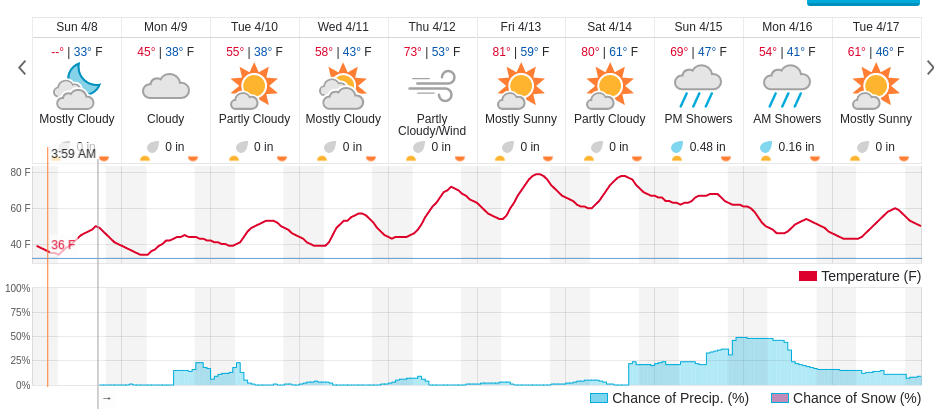 Sun 4/8 Mon 4/9 Tue 4/10 Wed 4/11 Thu 4/12 Fri 4/13 Sat 4/14 Sun 4/15 Mon 4/16 Tue 4/17
--° | 33° F 45° | 38° F 55° | 38° F 58° | 43° F 73° | 53° F 81° | 59° F 80° | 61° F 69° | 47° F 54° | 41° F 61° | 46° F
Mostly Cloudy Cloudy Partly Cloudy Mostly Cloudy Partly Cloudy/Wind Mostly Sunny Partly Cloudy PM Showers AM Showers Mostly Sunny
0 in 0 in 0 in 0 in 0 in 0 in 0 in 0.48 in 0.16 in 0 in
3:59 AM
80 F
60 F
40 F
36 F
Temperature (F)
100%
75%
50%
25%
0%
→
Chance of Precip. (%) Chance of Snow (%)